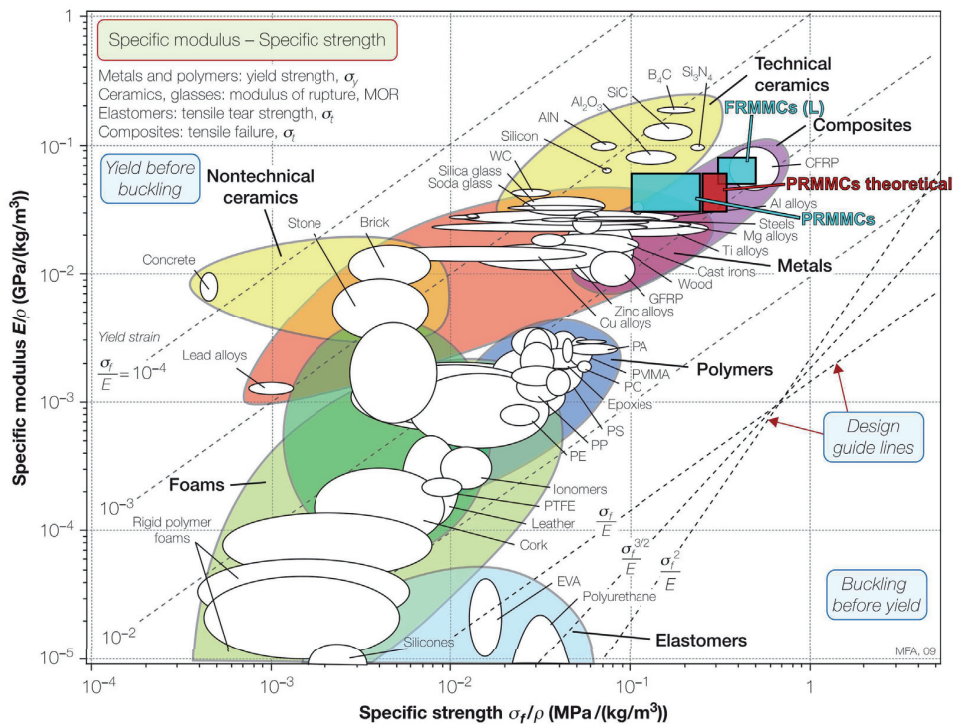 Specific modulus – Specific strength
Metals and polymers: yield strength, σy
Ceramics, glasses: modulus of rupture, MOR
Elastomers: tensile tear strength, σt
Composites: tensile failure, σt
Yield before
buckling
Nontechnical
ceramics
Technical
ceramics
Composites
FRMMCs (L)
PRMMCs theoretical
PRMMCs
B4C
Si3N4
SiC
Al2O3
AlN
Silicon
WC
Silica glass
Soda glass
CFRP
Al alloys
Steels
Mg alloys
Ti alloys
Cast irons
Metals
Wood
GFRP
Zinc alloys
Cu alloys
Stone
Brick
Concrete
Yield strain
σf/E = 10−4
Lead alloys
PA
Polymers
PMMA
PC
Epoxies
PS
PP
PE
Design
guide lines
Foams
Ionomers
PTFE
Leather
Cork
10−3
Rigid polymer
foams
σf/E
σf3/2/E
σf2/E
EVA
Polyurethane
Elastomers
Silicones
Buckling
before yield
10−2
MFA, 09
Specific modulus E/ρ (GPa/(kg/m3))
1
10−1
10−2
10−3
10−4
10−5
10−4
10−3
10−2
10−1
1
Specific strength σf/ρ (MPa/(kg/m3))